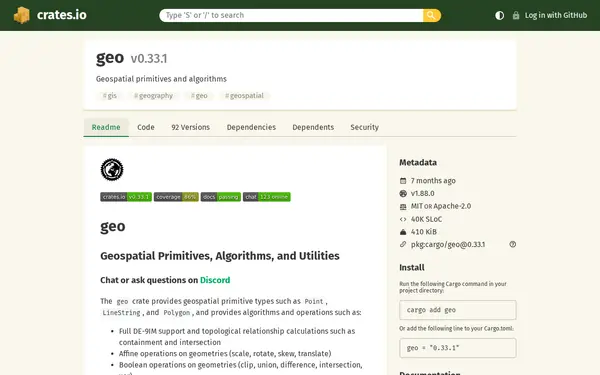 crates.io
Type 'S' or '/' to search
Log in with GitHub
geo v0.33.1
Geospatial primitives and algorithms
# gis
# geography
# geo
# geospatial
Readme
Code
92 Versions
Dependencies
Dependents
Security
crates.io v0.33.1
coverage 86%
docs passing
chat 123 online
geo
Geospatial Primitives, Algorithms, and Utilities
Chat or ask questions on Discord
The geo crate provides geospatial primitive types such as Point ,
LineString , and Polygon , and provides algorithms and operations such as:
Full DE-9IM support and topological relationship calculations such as
containment and intersection
Affine operations on geometries (scale, rotate, skew, translate)
Boolean operations on geometries (clip, union, difference, intersection,
Metadata
7 months ago
v1.88.0
MIT OR Apache-2.0
40K SLoC
410 KiB
pkg:cargo/geo@0.33.1
Install
Run the following Cargo command in your
project directory:
cargo add geo
Or add the following line to your Cargo.toml:
geo = "0.33.1"